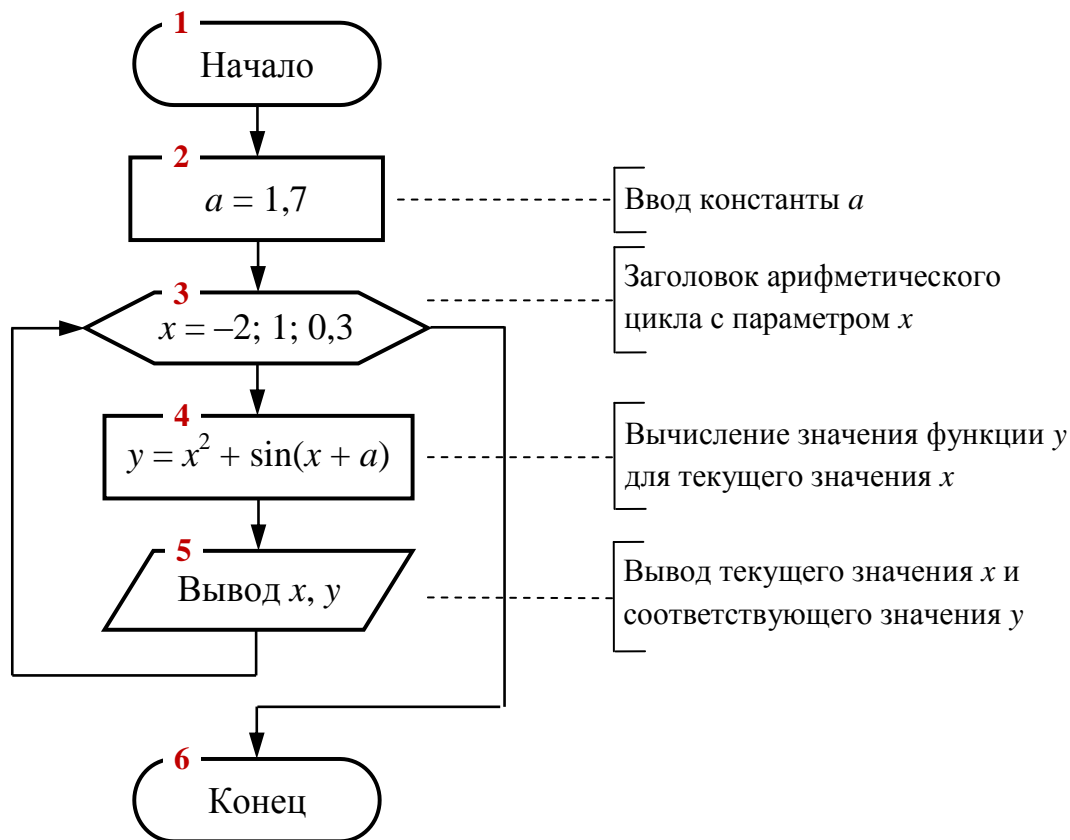 1
Начало
2
a = 1,7
Ввод константы a
3
x = –2; 1; 0,3
Заголовок арифметического
цикла с параметром x
4
y = x² + sin(x + a)
Вычисление значения функции y
для текущего значения x
5
Вывод x, y
Вывод текущего значения x и
соответствующего значения y
6
Конец